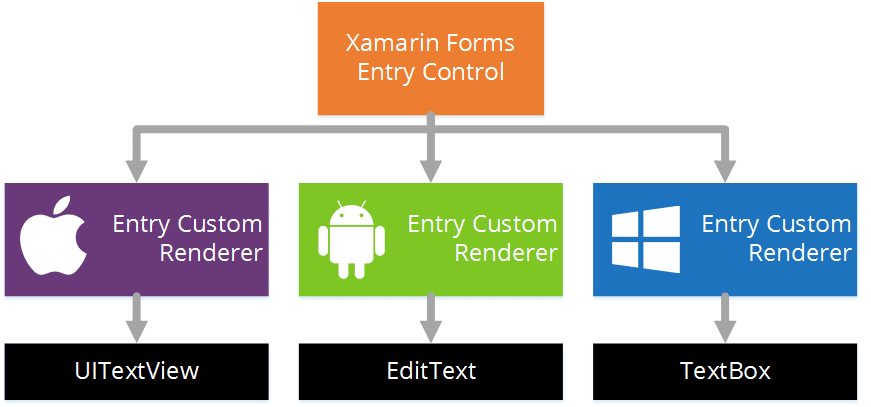 Xamarin Forms
Entry Control
Entry Custom
Renderer
Entry Custom
Renderer
Entry Custom
Renderer
UITextView
EditText
TextBox